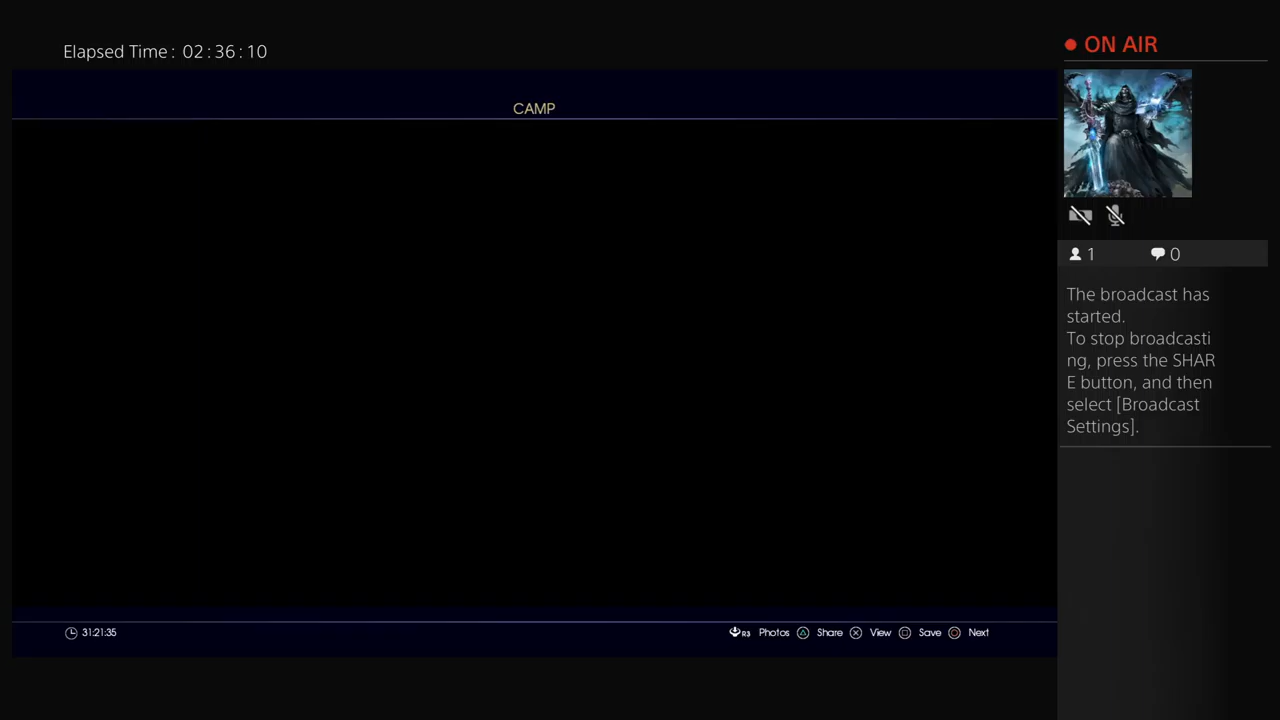 Elapsed Time: 02:36:10
ON AIR
CAMP
1 0
The broadcast has
started.
To stop broadcasti
ng, press the SHAR
E button, and then
select [Broadcast
Settings].
31:21:35
R3 Photos Share View Save Next